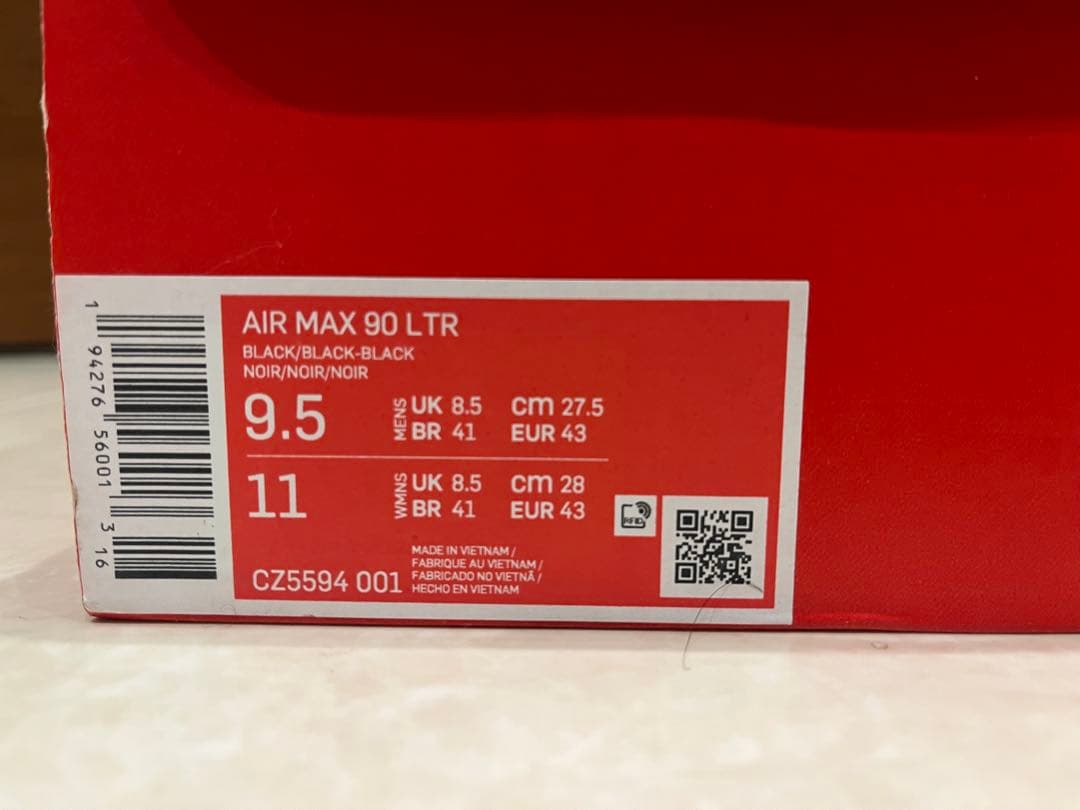 1 94276 56001 3 16
AIR MAX 90 LTR
BLACK/BLACK-BLACK
NOIR/NOIR/NOIR
9.5
MENS
UK 8.5 cm 27.5
BR 41 EUR 43
11
WMNS
UK 8.5 cm 28
BR 41 EUR 43
RFID
CZ5594 001
MADE IN VIETNAM /
FABRIQUE AU VIETNAM /
FABRICADO NO VIETNÃ /
HECHO EN VIETNAM